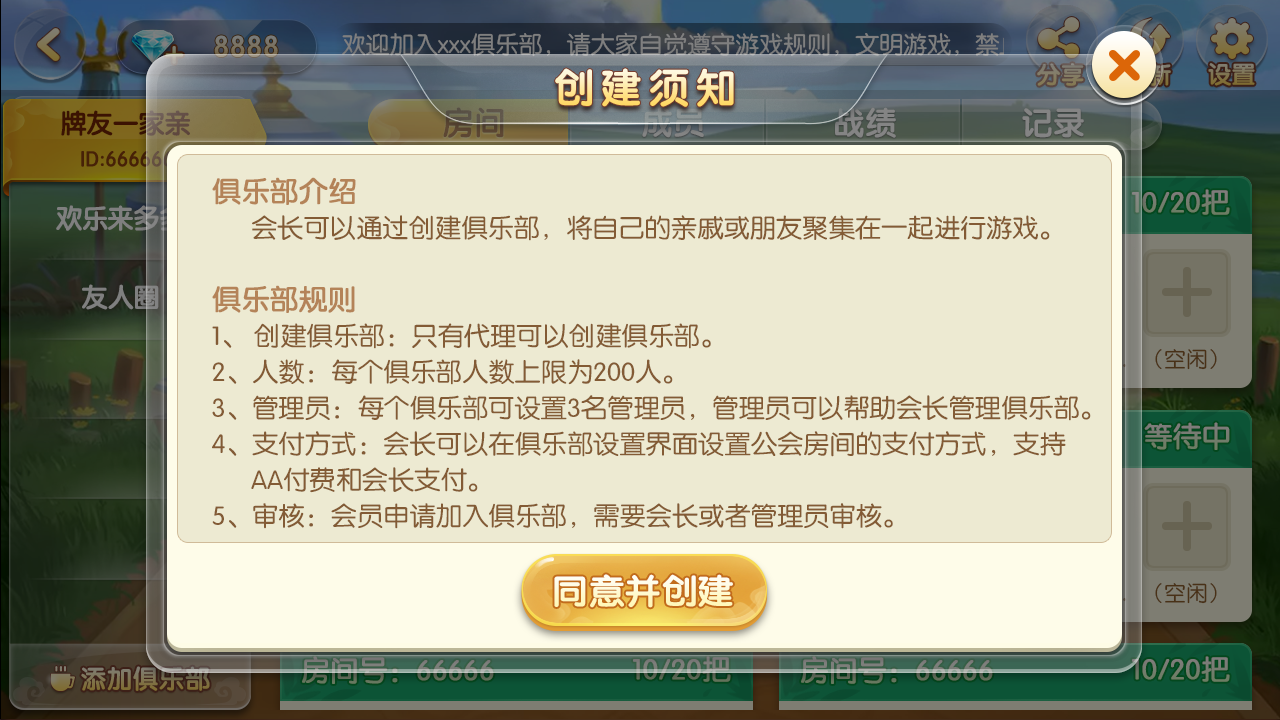 8888
欢迎加入xxx俱乐部，请大家自觉遵守游戏规则，文明游戏，禁
分享
新
设置
创建须知
牌友一家亲
ID:66666
房间
成员
战绩
记录
欢乐来多多
友人圈
俱乐部介绍
会长可以通过创建俱乐部，将自己的亲戚或朋友聚集在一起进行游戏。
俱乐部规则
1、 创建俱乐部：只有代理可以创建俱乐部。
2、人数：每个俱乐部人数上限为200人。
3、管理员：每个俱乐部可设置3名管理员，管理员可以帮助会长管理俱乐部。
4、支付方式：会长可以在俱乐部设置界面设置公会房间的支付方式，支持
AA付费和会长支付。
5、审核：会员申请加入俱乐部，需要会长或者管理员审核。
同意并创建
10/20把
（空闲）
等待中
（空闲）
添加俱乐部
房间号：66666
10/20把
房间号：66666
10/20把